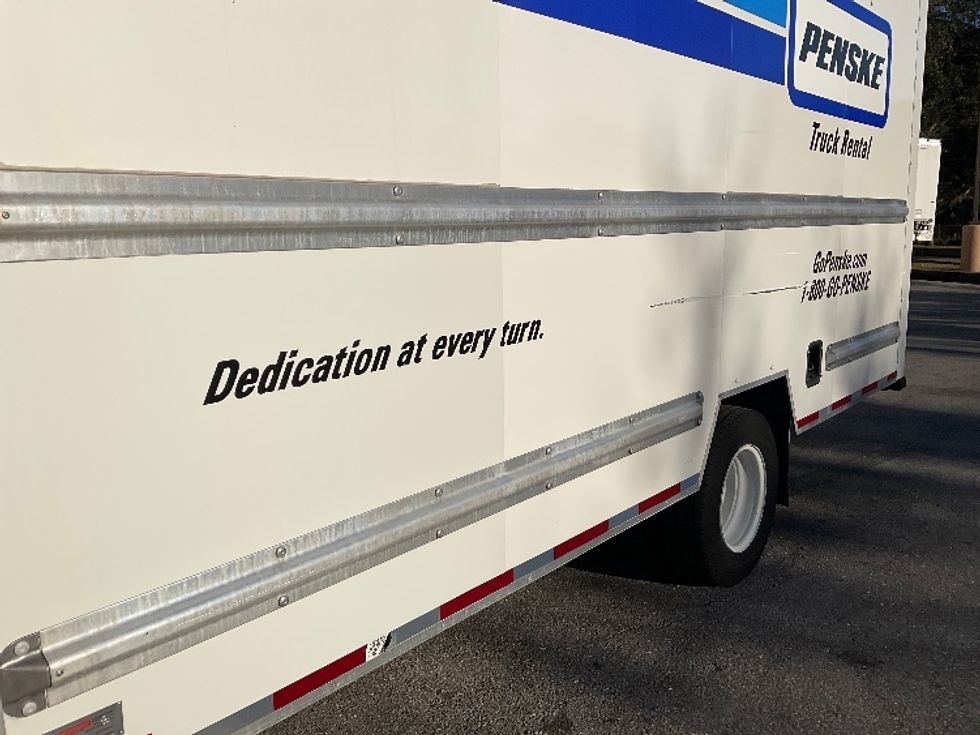 PENSKE
Truck Rental
GoPenske.com
1-800-GO-PENSKE
Dedication at every turn.